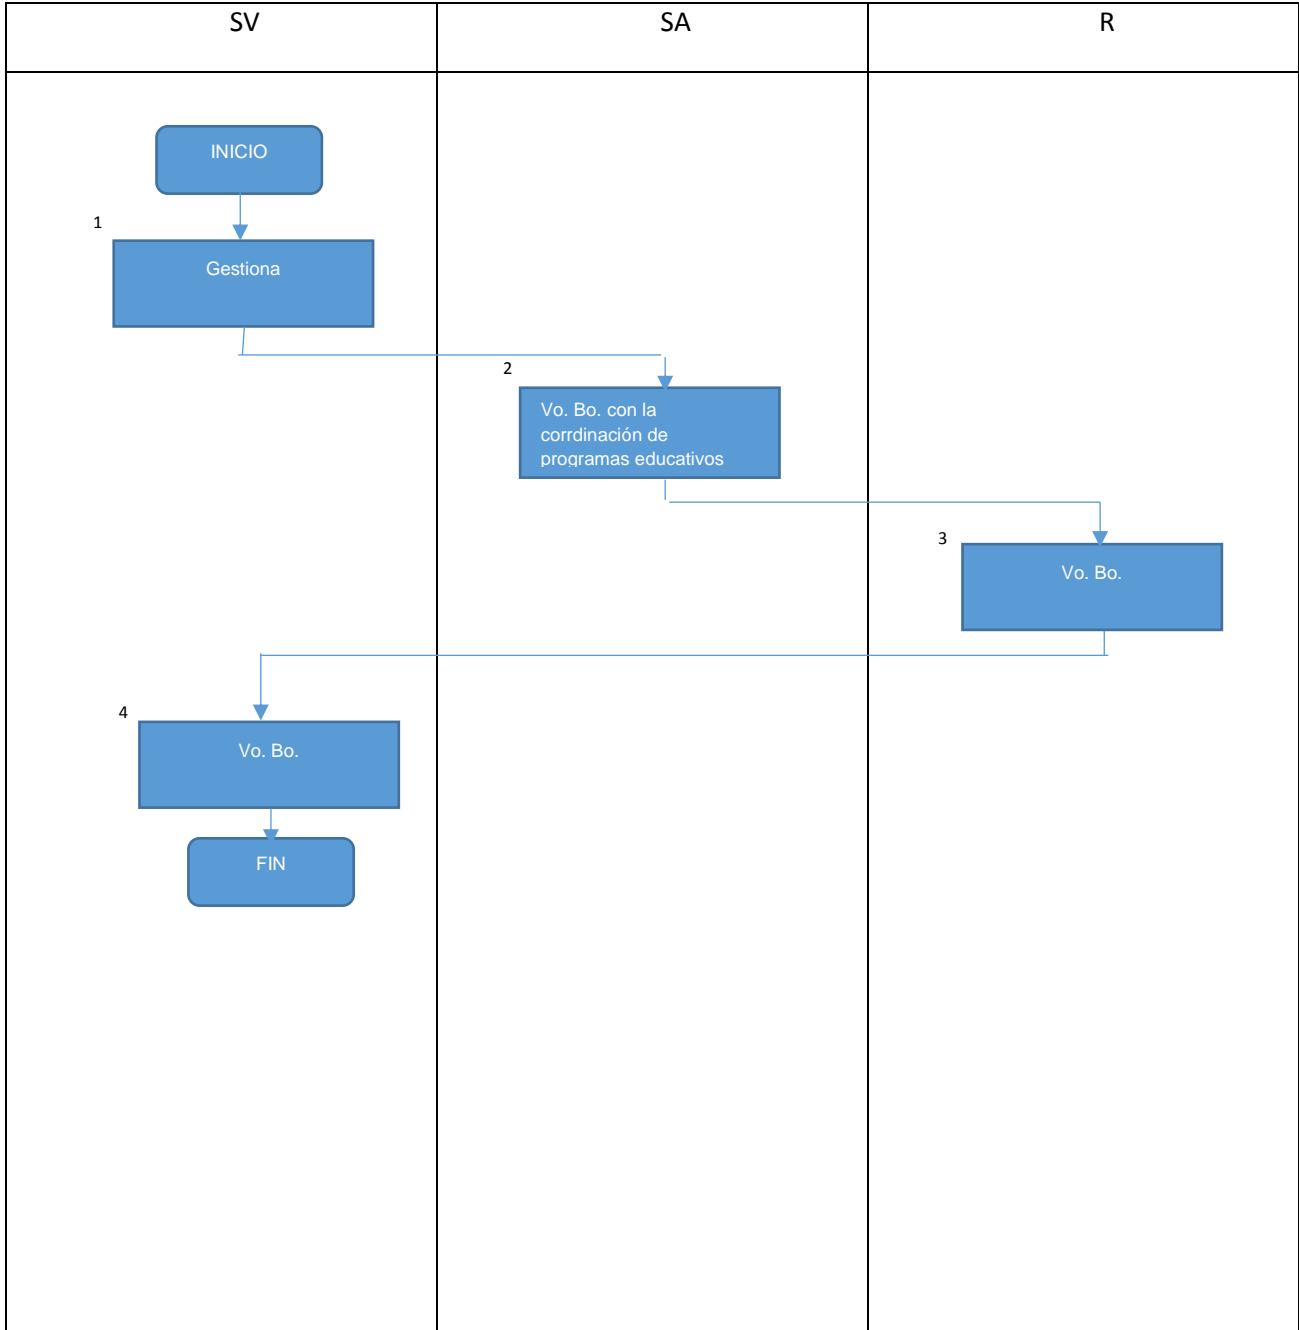 SV
SA
R
INICIO
1
Gestiona
2
Vo. Bo. con la
corrdinación de
programas educativos
3
Vo. Bo.
4
Vo. Bo.
FIN